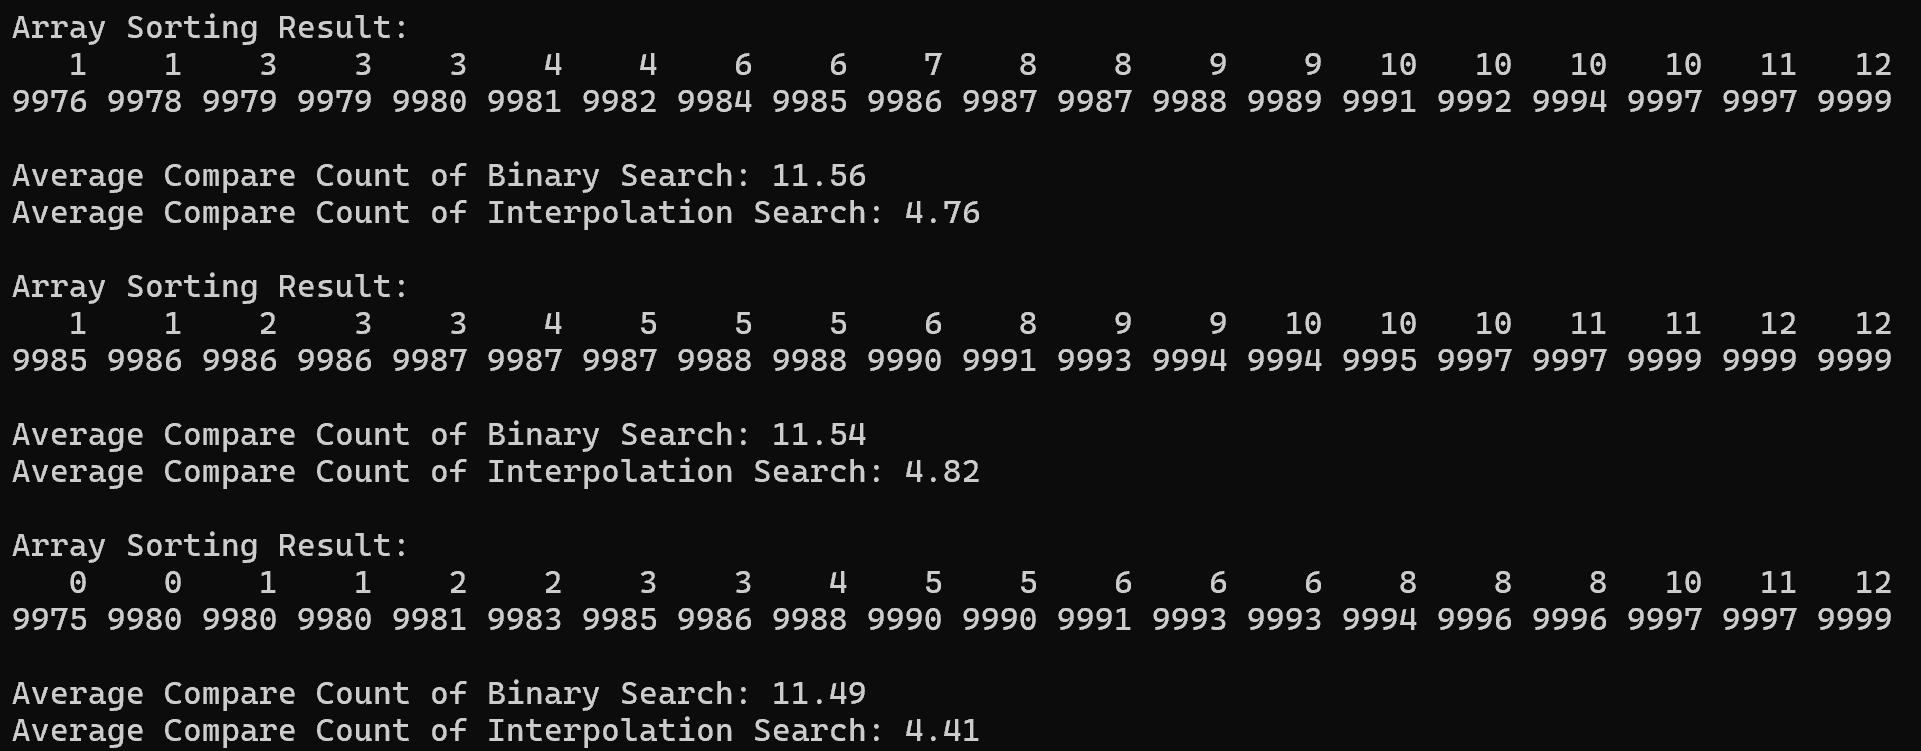 Array Sorting Result:
   1    1    3    3    3    4    4    6    6    7    8    8    9    9   10   10   10   10   11   12
9976 9978 9979 9979 9980 9981 9982 9984 9985 9986 9987 9987 9988 9989 9991 9992 9994 9997 9997 9999

Average Compare Count of Binary Search: 11.56
Average Compare Count of Interpolation Search: 4.76

Array Sorting Result:
   1    1    2    3    3    4    5    5    5    6    8    9    9   10   10   10   11   11   12   12
9985 9986 9986 9986 9987 9987 9987 9988 9988 9990 9991 9993 9994 9994 9995 9997 9997 9999 9999 9999

Average Compare Count of Binary Search: 11.54
Average Compare Count of Interpolation Search: 4.82

Array Sorting Result:
   0    0    1    1    2    2    3    3    4    5    5    6    6    6    8    8    8   10   11   12
9975 9980 9980 9980 9981 9983 9985 9986 9988 9990 9990 9991 9993 9993 9994 9996 9996 9997 9997 9999

Average Compare Count of Binary Search: 11.49
Average Compare Count of Interpolation Search: 4.41